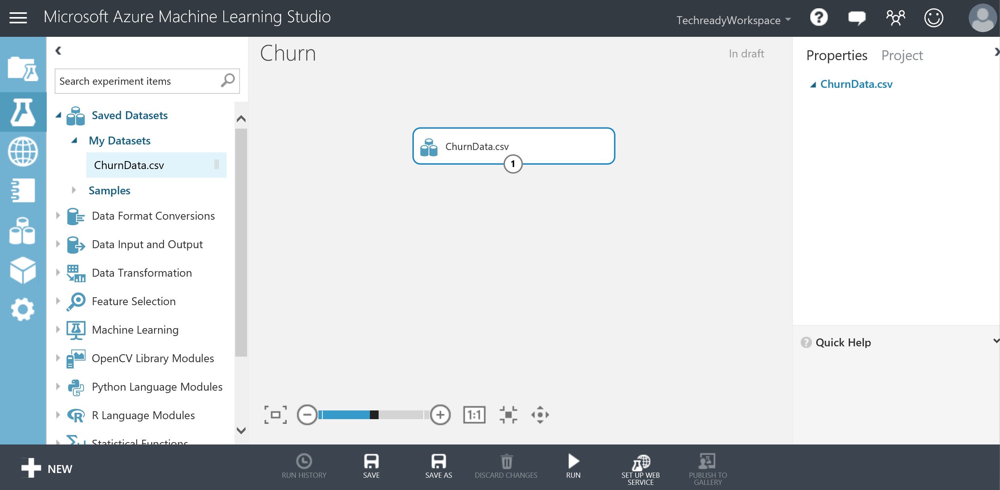 Microsoft Azure Machine Learning Studio
TechreadyWorkspace
Search experiment items
Saved Datasets
My Datasets
ChurnData.csv
Samples
Data Format Conversions
Data Input and Output
Data Transformation
Feature Selection
Machine Learning
OpenCV Library Modules
Python Language Modules
R Language Modules
Statistical Functions
Churn
In draft
ChurnData.csv
1
1:1
Properties Project
ChurnData.csv
Quick Help
NEW
RUN HISTORY
SAVE
SAVE AS
DISCARD CHANGES
RUN
SET UP WEB
SERVICE
PUBLISH TO
GALLERY